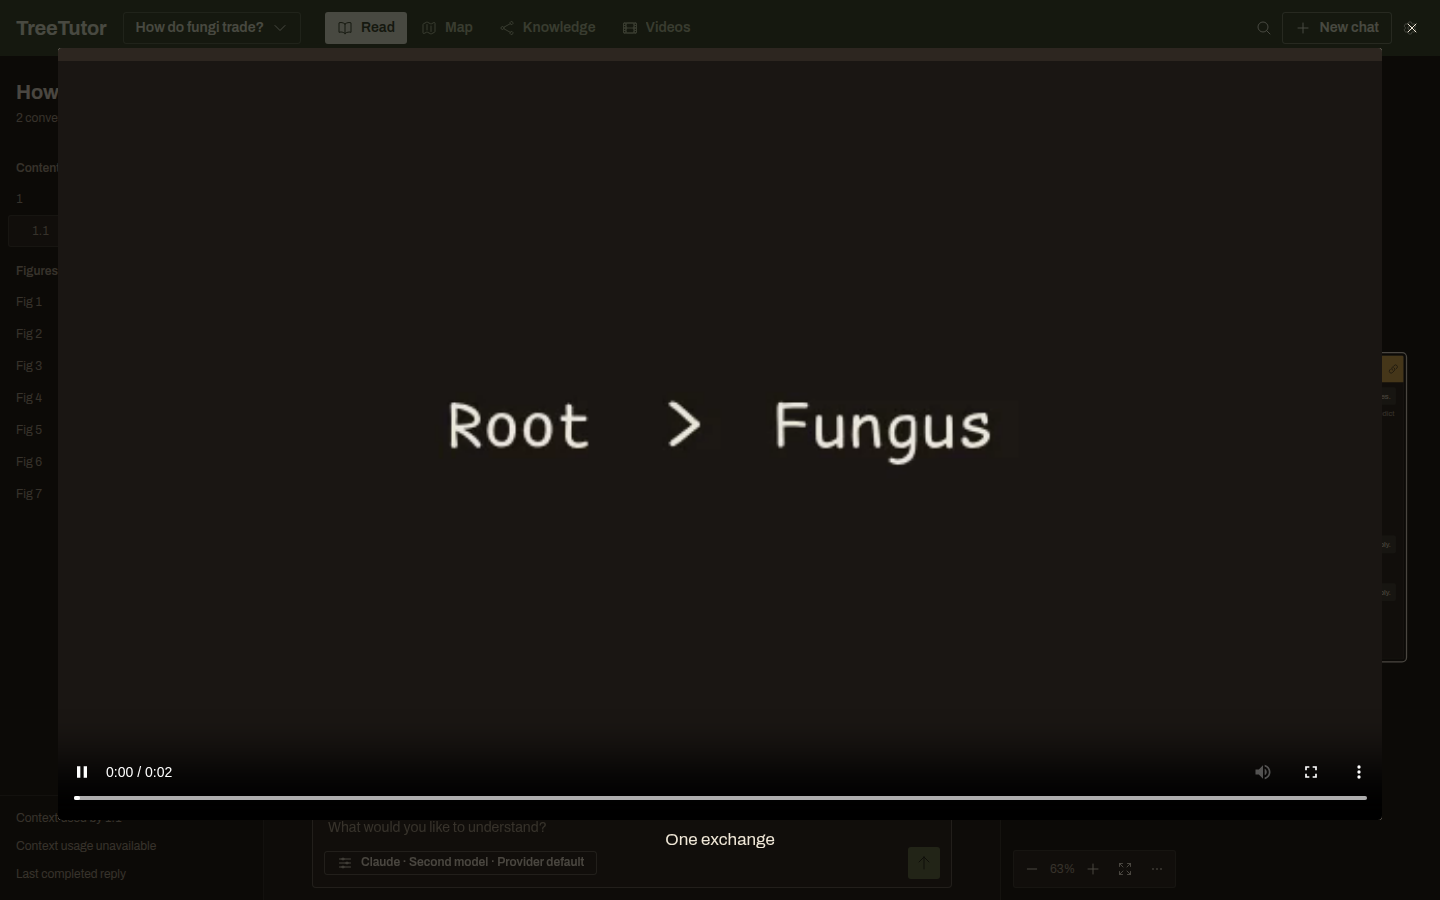 TreeTutor
How do fungi trade?
Read
Map
Knowledge
Videos
New chat
How
2 conve
Content
1
1.1
Figures
Fig 1
Fig 2
Fig 3
Fig 4
Fig 5
Fig 6
Fig 7
Root > Fungus
0:00 / 0:02
One exchange
What would you like to understand?
Claude · Second model · Provider default
Context usage unavailable
Last completed reply
63%